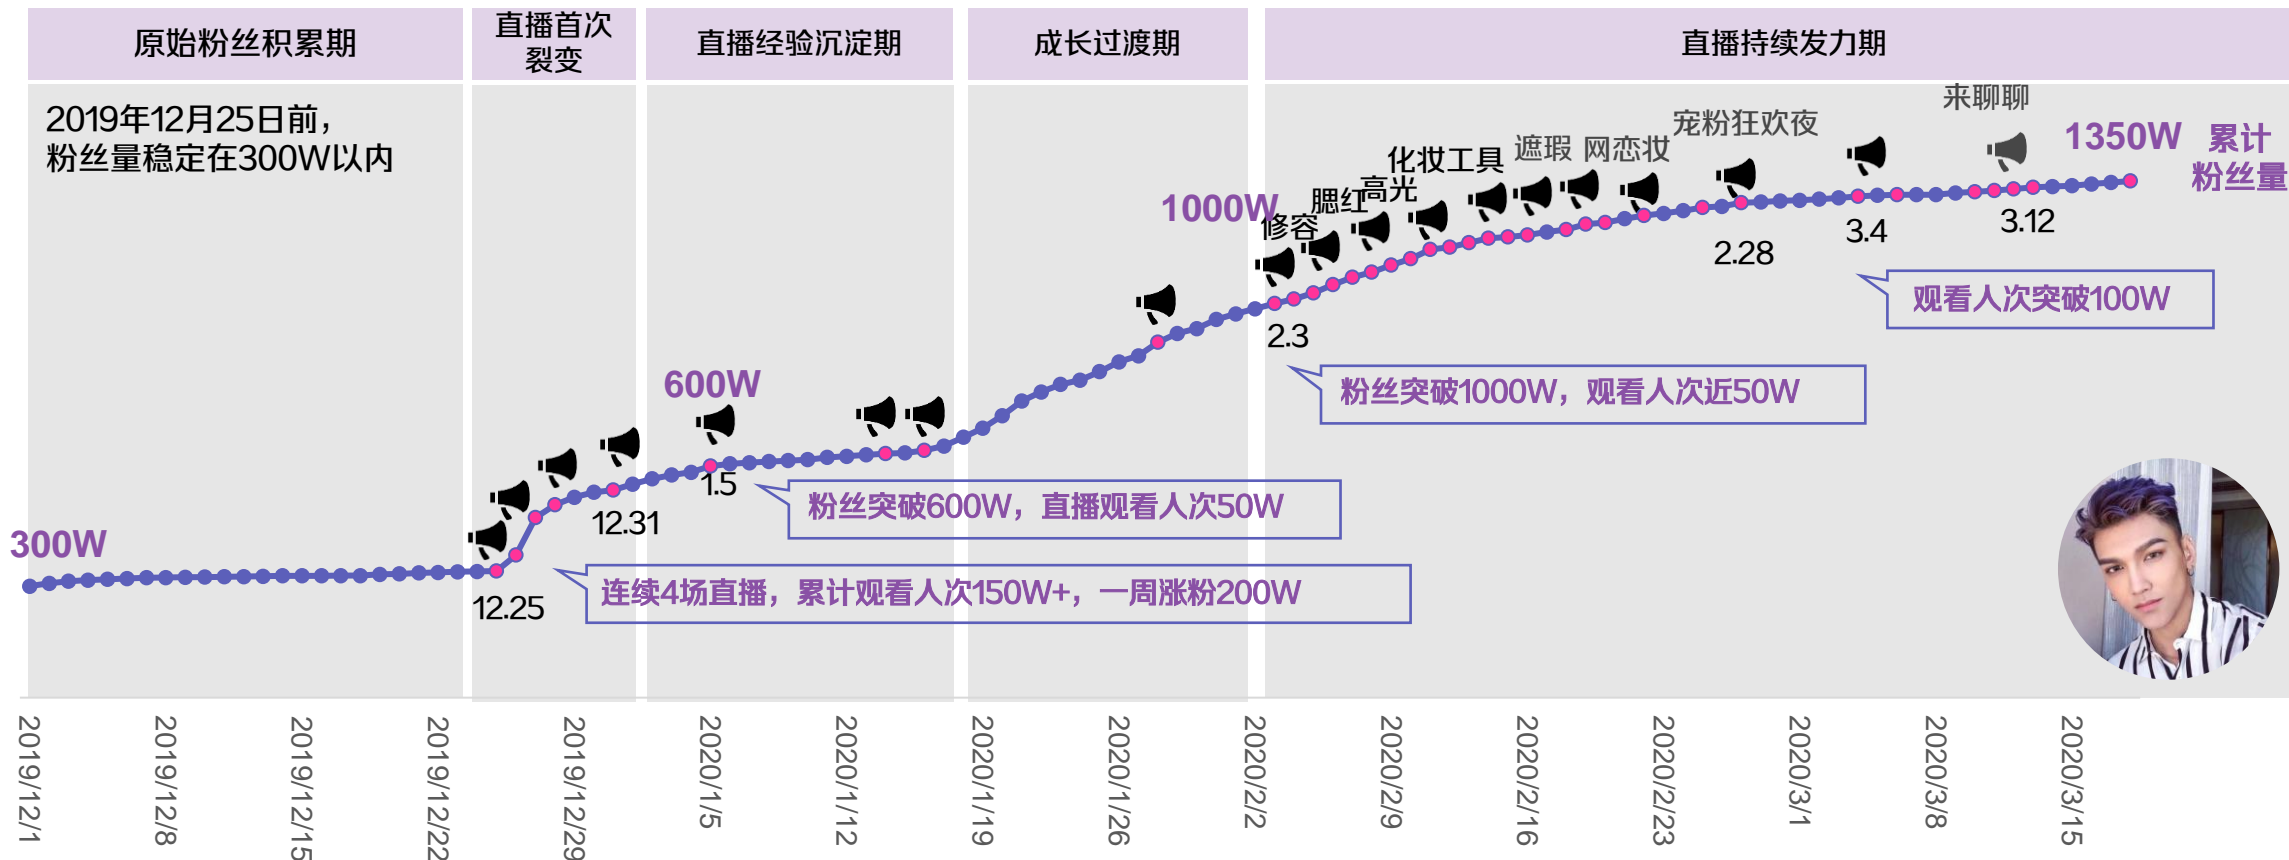 原始粉丝积累期
直播首次
裂变
直播经验沉淀期
成长过渡期
直播持续发力期
2019年12月25日前，
粉丝量稳定在300W以内
来聊聊
宠粉狂欢夜
1350W
累计
粉丝量
遮瑕
网恋妆
化妆工具
高光
腮红
修容
1000W
3.12
3.4
2.28
观看人次突破100W
2.3
粉丝突破1000W，观看人次近50W
600W
1.5
粉丝突破600W，直播观看人次50W
12.31
300W
连续4场直播，累计观看人次150W+，一周涨粉200W
12.25
2019/12/1
2019/12/8
2019/12/15
2019/12/22
2019/12/29
2020/1/5
2020/1/12
2020/1/19
2020/1/26
2020/2/2
2020/2/9
2020/2/16
2020/2/23
2020/3/1
2020/3/8
2020/3/15